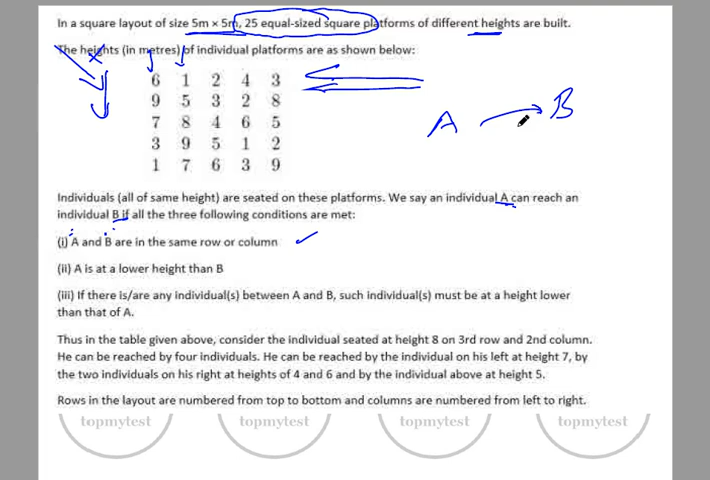 In a square layout of size 5m × 5m, 25 equal-sized square platforms of different heights are built.
The heights (in metres) of individual platforms are as shown below:
6 1 2 4 3
9 5 3 2 8
7 8 4 6 5
3 9 5 1 2
1 7 6 3 9
A B
Individuals (all of same height) are seated on these platforms. We say an individual A can reach an
individual B if all the three following conditions are met:
(i) A and B are in the same row or column
(ii) A is at a lower height than B
(iii) If there is/are any individual(s) between A and B, such individual(s) must be at a height lower
than that of A.
Thus in the table given above, consider the individual seated at height 8 on 3rd row and 2nd column.
He can be reached by four individuals. He can be reached by the individual on his left at height 7, by
the two individuals on his right at heights of 4 and 6 and by the individual above at height 5.
Rows in the layout are numbered from top to bottom and columns are numbered from left to right.
topmytest topmytest topmytest topmytest